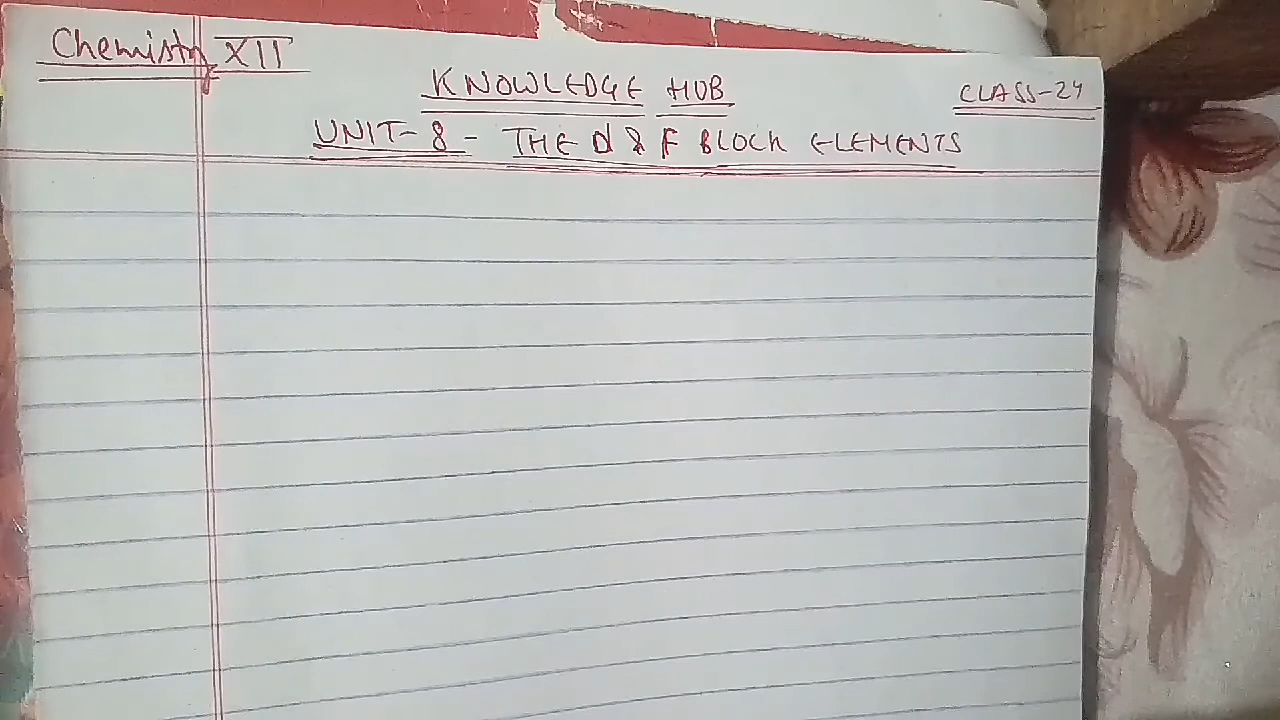 Chemistry XII
KNOWLEDGE HUB
CLASS-24
UNIT-8 - THE d & F BLOCK ELEMENTS